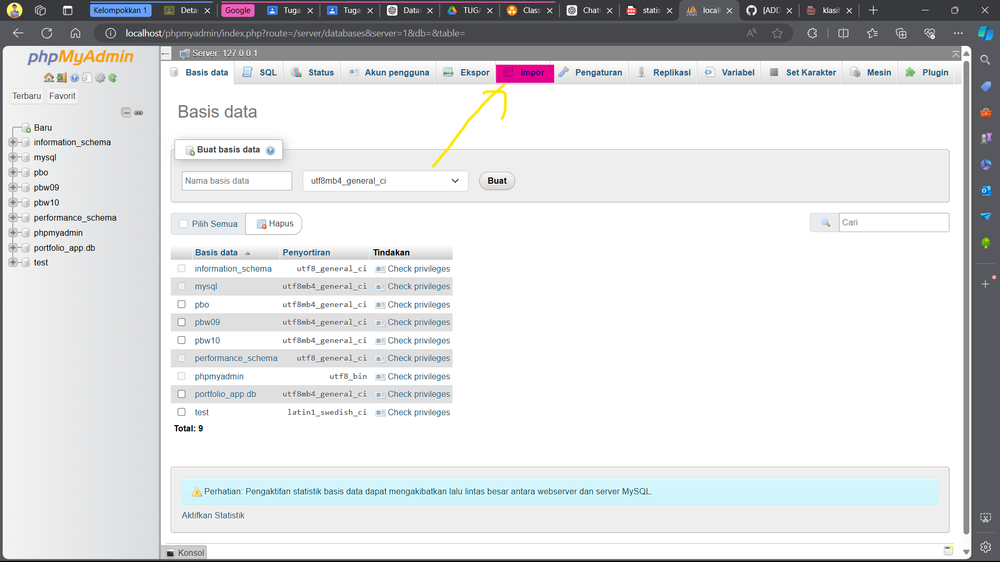 Kelompokkan 1
Detai
Google
Tuga
Tuga
Datal
TUGA
Class
Chat
statis
locall
[ADD
klasif
localhost/phpmyadmin/index.php?route=/server/databases&server=1&db=&table=
phpMyAdmin
Terbaru
Favorit
Baru
information_schema
mysql
pbo
pbw09
pbw10
performance_schema
phpmyadmin
portfolio_app.db
test
Server: 127.0.0.1
Basis data
SQL
Status
Akun pengguna
Ekspor
Impor
Pengaturan
Replikasi
Variabel
Set Karakter
Mesin
Plugin
Basis data
Buat basis data
Nama basis data
utf8mb4_general_ci
Buat
Pilih Semua
Hapus
Cari
Basis data Penyortiran Tindakan
information_schema utf8_general_ci Check privileges
mysql utf8mb4_general_ci Check privileges
pbo utf8mb4_general_ci Check privileges
pbw09 utf8mb4_general_ci Check privileges
pbw10 utf8mb4_general_ci Check privileges
performance_schema utf8_general_ci Check privileges
phpmyadmin utf8_bin Check privileges
portfolio_app.db utf8mb4_general_ci Check privileges
test latin1_swedish_ci Check privileges
Total: 9
Perhatian: Pengaktifan statistik basis data dapat mengakibatkan lalu lintas besar antara webserver dan server MySQL.
Aktifkan Statistik
Konsol